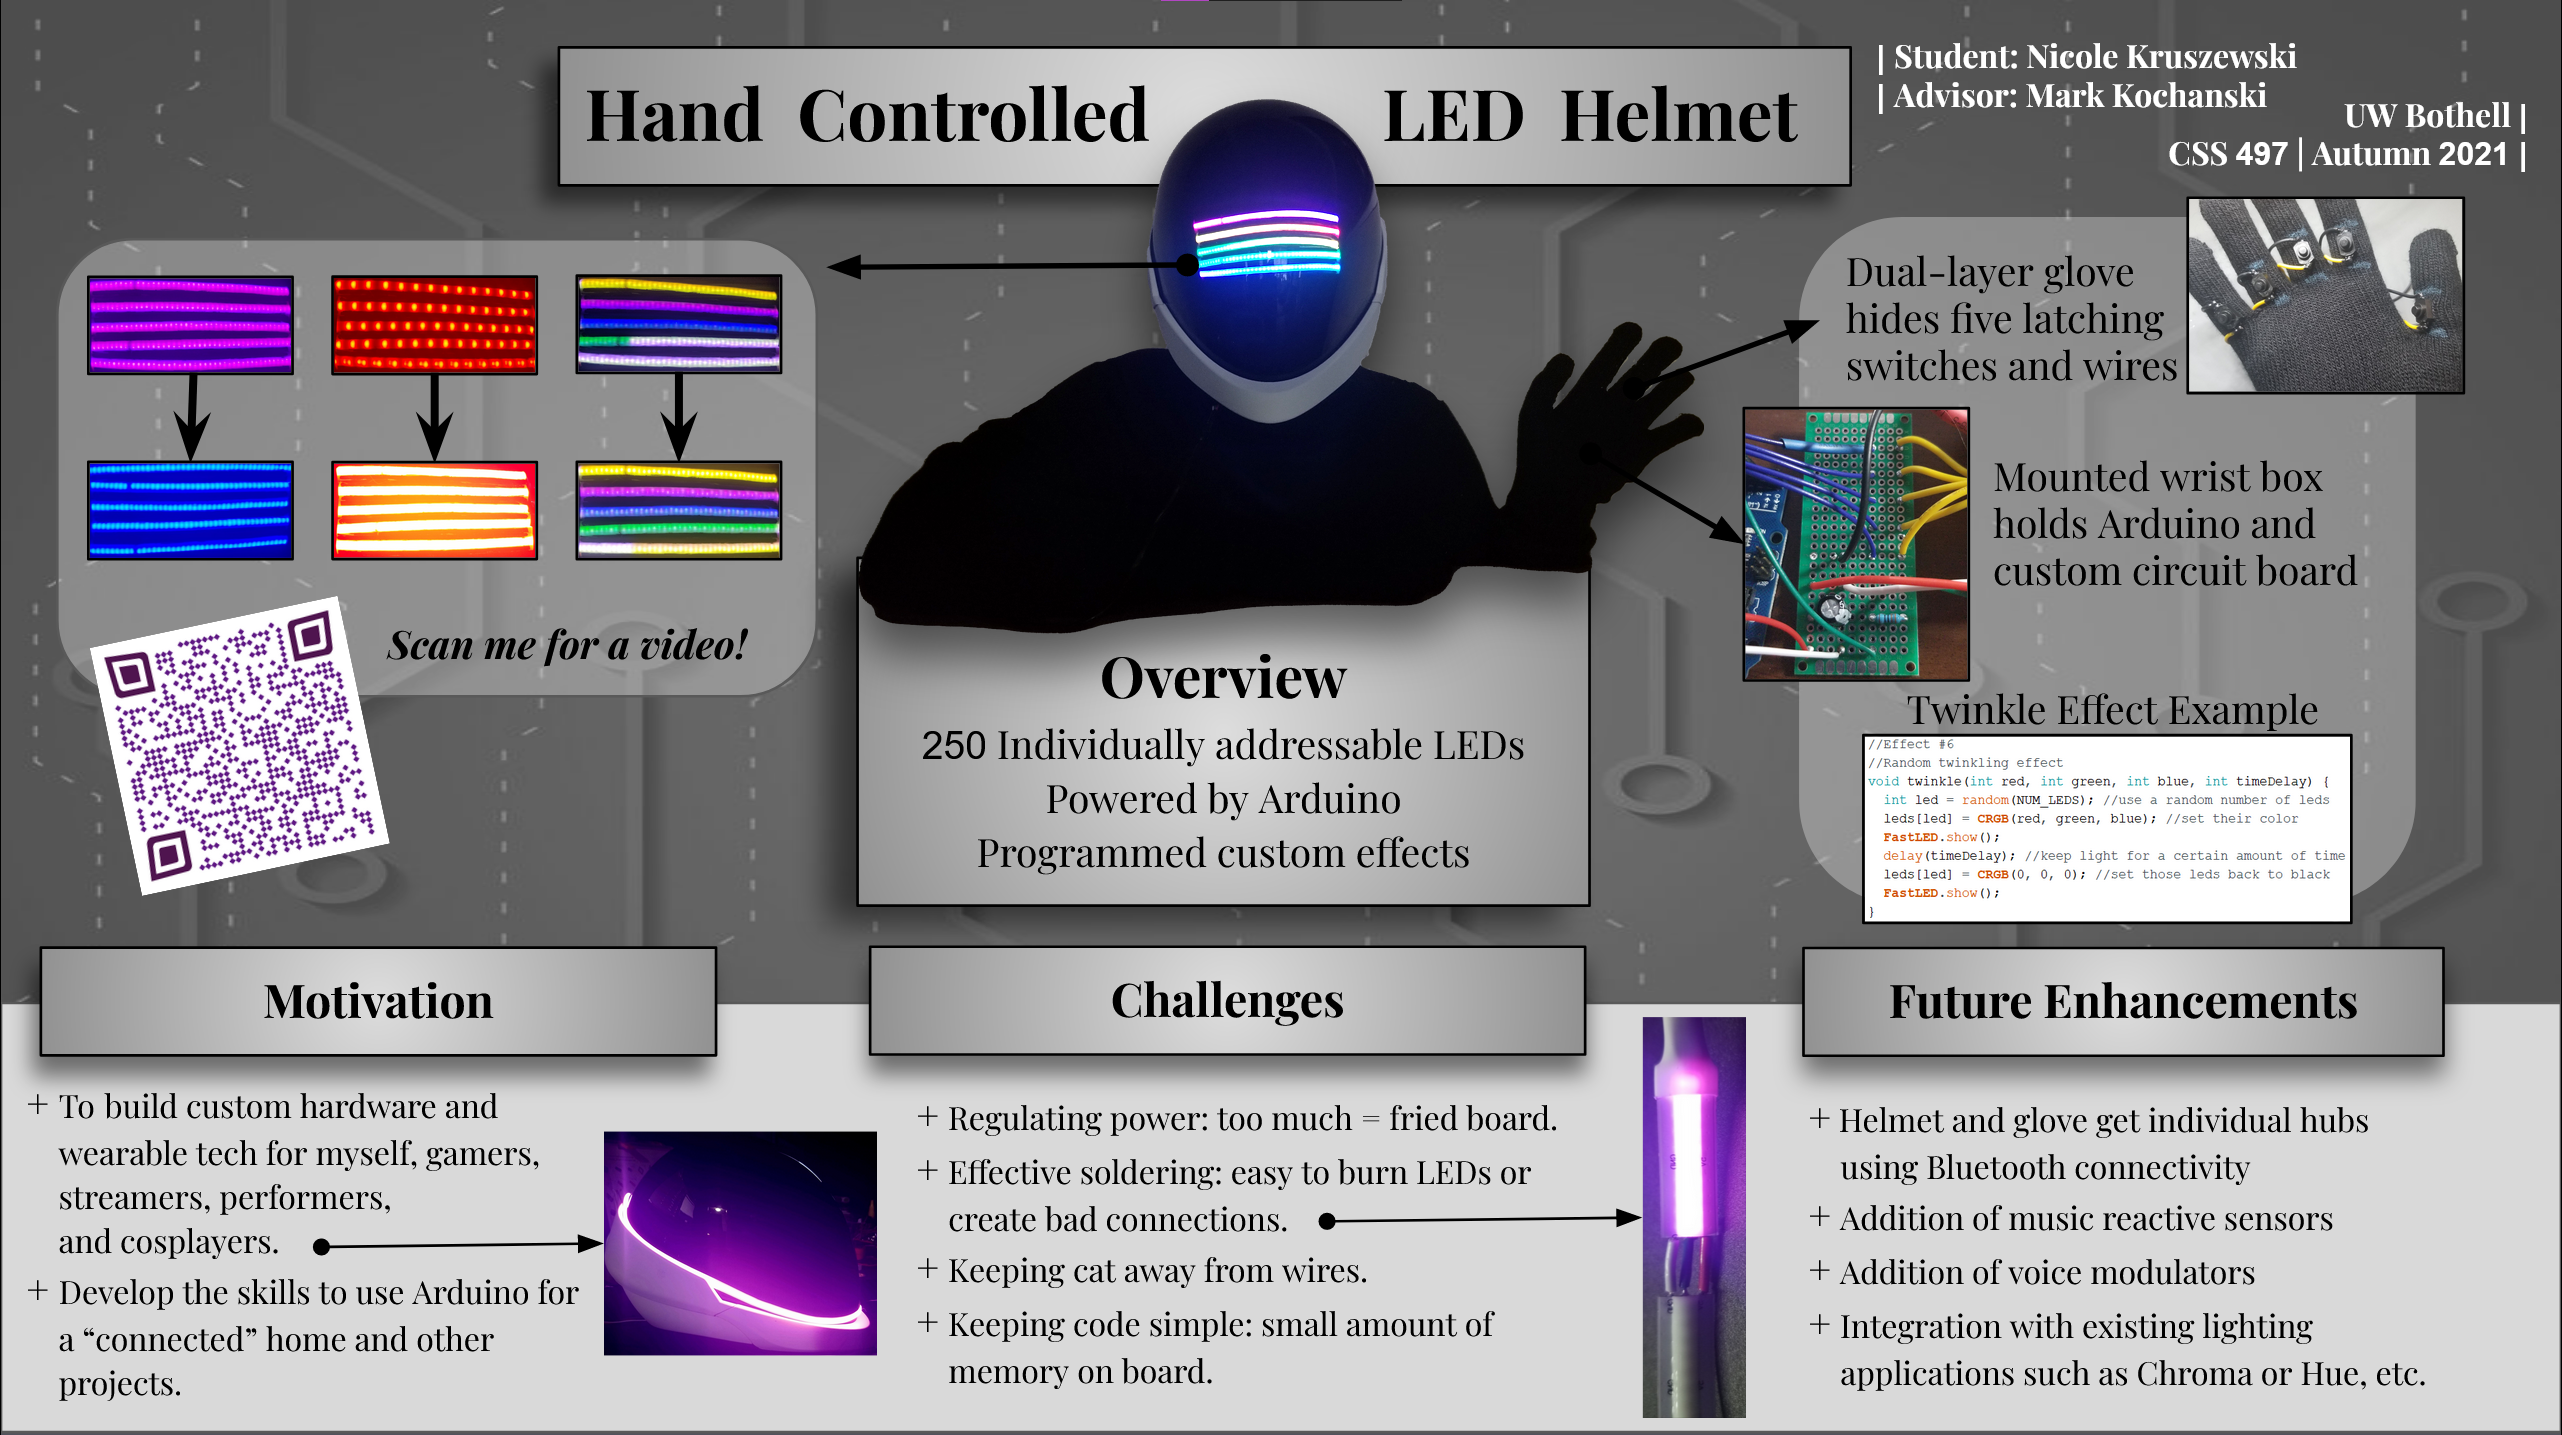 Hand Controlled LED Helmet
| Student: Nicole Kruszewski
| Advisor: Mark Kochanski
UW Bothell |
CSS 497 | Autumn 2021 |
Scan me for a video!
Dual-layer glove
hides five latching
switches and wires
Mounted wrist box
holds Arduino and
custom circuit board
Overview
250 Individually addressable LEDs
Powered by Arduino
Programmed custom effects
Twinkle Effect Example
//Effect #6
//Random twinkling effect
void twinkle(int red, int green, int blue, int timeDelay) {
int led = random(NUM_LEDS); //use a random number of leds
leds[led] = CRGB(red, green, blue); //set their color
FastLED.show();
delay(timeDelay); //keep light for a certain amount of time
leds[led] = CRGB(0, 0, 0); //set those leds back to black
FastLED.show();
}
Motivation
+ To build custom hardware and
wearable tech for myself, gamers,
streamers, performers,
and cosplayers.
+ Develop the skills to use Arduino for
a “connected” home and other
projects.
Challenges
+ Regulating power: too much = fried board.
+ Effective soldering: easy to burn LEDs or
create bad connections.
+ Keeping cat away from wires.
+ Keeping code simple: small amount of
memory on board.
Future Enhancements
+ Helmet and glove get individual hubs
using Bluetooth connectivity
+ Addition of music reactive sensors
+ Addition of voice modulators
+ Integration with existing lighting
applications such as Chroma or Hue, etc.